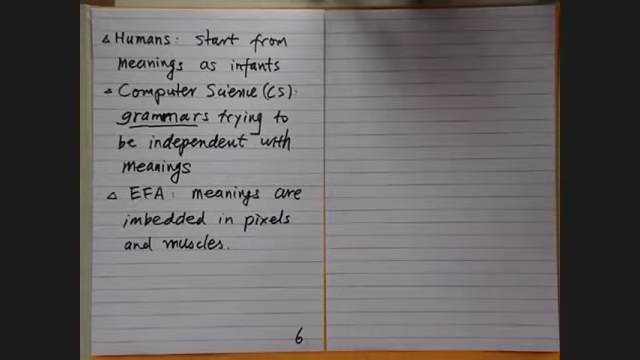 △ Humans: start from
meanings as infants
△ Computer Science (CS):
grammars trying to
be independent with
meanings
△ EFA: meanings are
imbedded in pixels
and muscles.
6